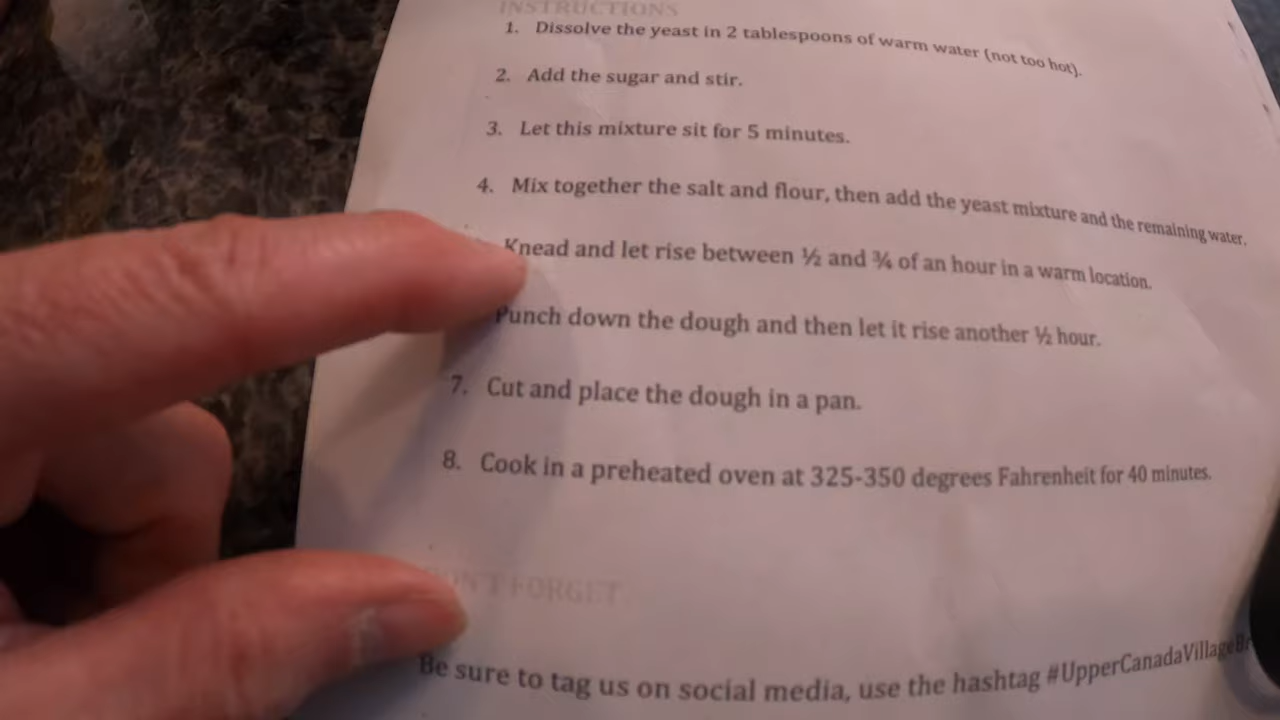 INSTRUCTIONS
1. Dissolve the yeast in 2 tablespoons of warm water (not too hot).
2. Add the sugar and stir.
3. Let this mixture sit for 5 minutes.
4. Mix together the salt and flour, then add the yeast mixture and the remaining water.
Knead and let rise between ½ and ¾ of an hour in a warm location.
Punch down the dough and then let it rise another ½ hour.
7. Cut and place the dough in a pan.
8. Cook in a preheated oven at 325-350 degrees Fahrenheit for 40 minutes.
FORGET
Be sure to tag us on social media, use the hashtag